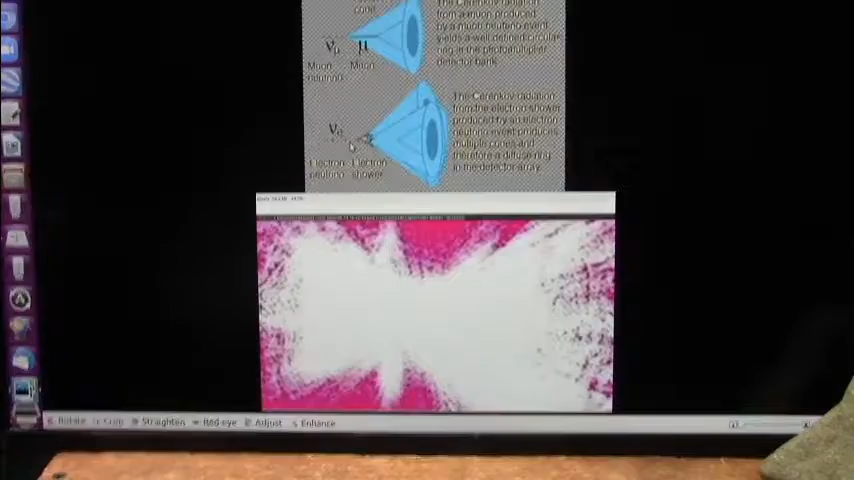 cone
The Cerenkov radiation
from a muon produced
by a muon neutrino event
yields a well defined circular
ring in the photomultiplier
detector bank.
νμ μ
Muon Muon
neutrino
The Cerenkov radiation
from the electron shower
produced by an electron
neutrino event produces
multiple cones and
therefore a diffuse ring
in the detector array.
νe
Electron Electron
neutrino shower
Rotate Crop Straighten Red-eye Adjust Enhance